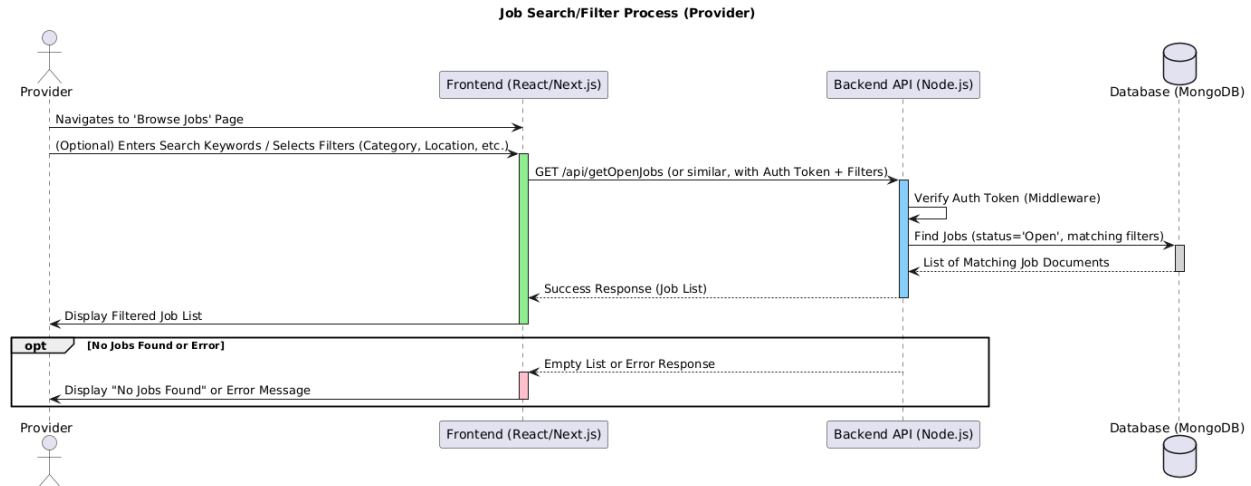 Job Search/Filter Process (Provider)
Provider
Frontend (React/Next.js)
Backend API (Node.js)
Database (MongoDB)
Navigates to 'Browse Jobs' Page
(Optional) Enters Search Keywords / Selects Filters (Category, Location, etc.)
GET /api/getOpenJobs (or similar, with Auth Token + Filters)
Verify Auth Token (Middleware)
Find Jobs (status='Open', matching filters)
List of Matching Job Documents
Success Response (Job List)
Display Filtered Job List
opt
[No Jobs Found or Error]
Empty List or Error Response
Display "No Jobs Found" or Error Message
Provider
Frontend (React/Next.js)
Backend API (Node.js)
Database (MongoDB)